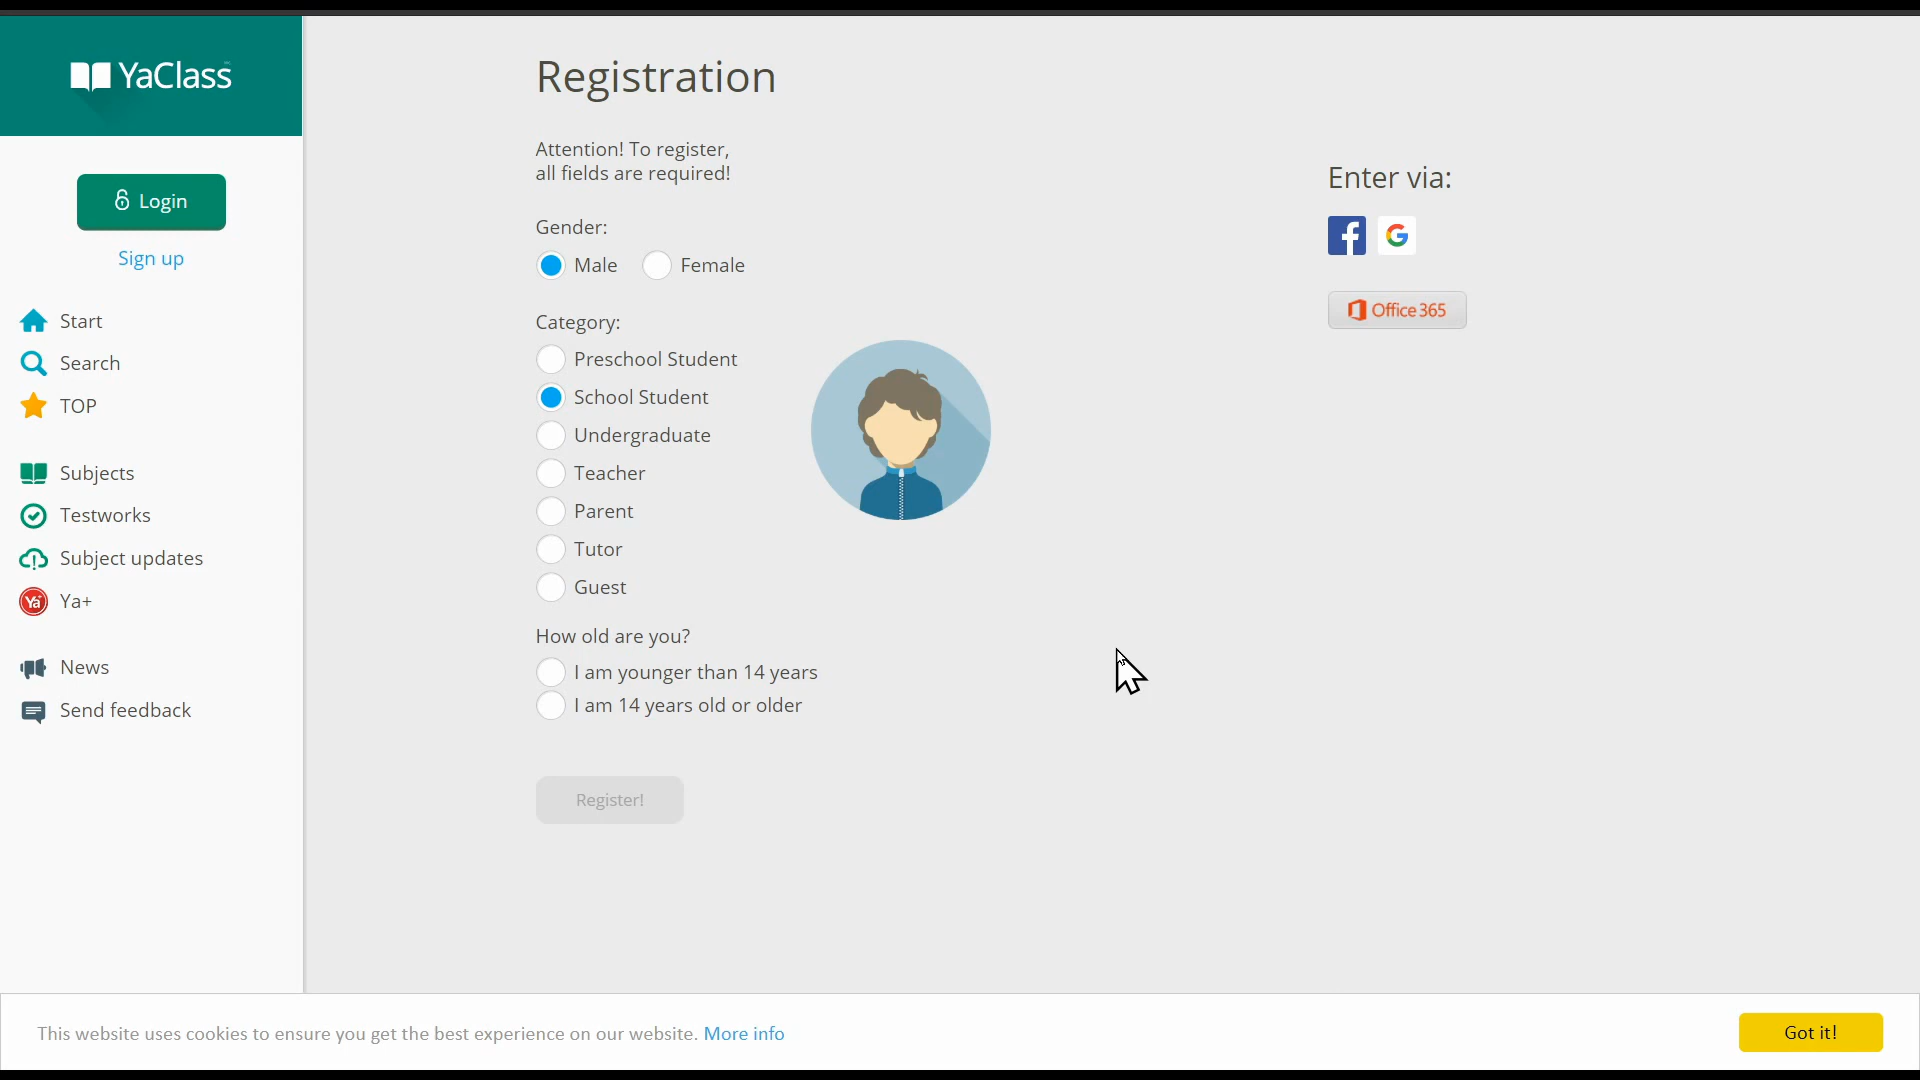 YaClass
Login
Sign up
Start
Search
TOP
Subjects
Testworks
Subject updates
Ya+
News
Send feedback
Registration
Attention! To register,
all fields are required!
Gender:
Male Female
Category:
Preschool Student
School Student
Undergraduate
Teacher
Parent
Tutor
Guest
How old are you?
I am younger than 14 years
I am 14 years old or older
Register!
Enter via:
Office 365
This website uses cookies to ensure you get the best experience on our website. More info
Got it!